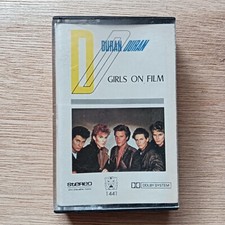 DURAN DURAN
GIRLS ON FILM
STEREO
DOLBY SYSTEM